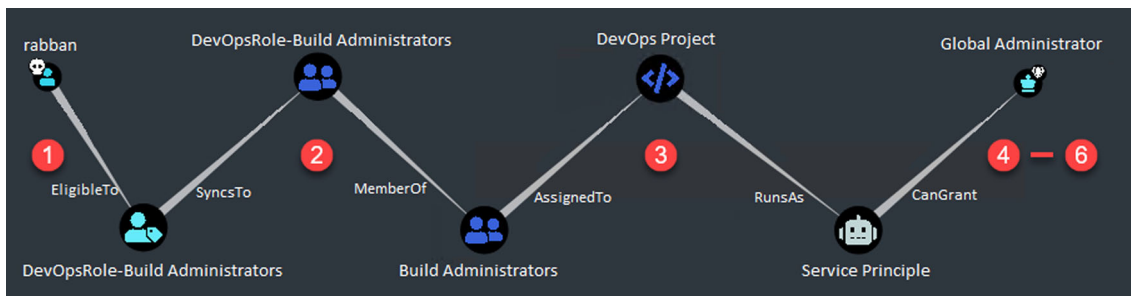 rabban
DevOpsRole-Build Administrators
DevOps Project
Global Administrator
1
2
3
4 – 6
EligibleTo
SyncsTo
MemberOf
AssignedTo
RunsAs
CanGrant
DevOpsRole-Build Administrators
Build Administrators
Service Principle